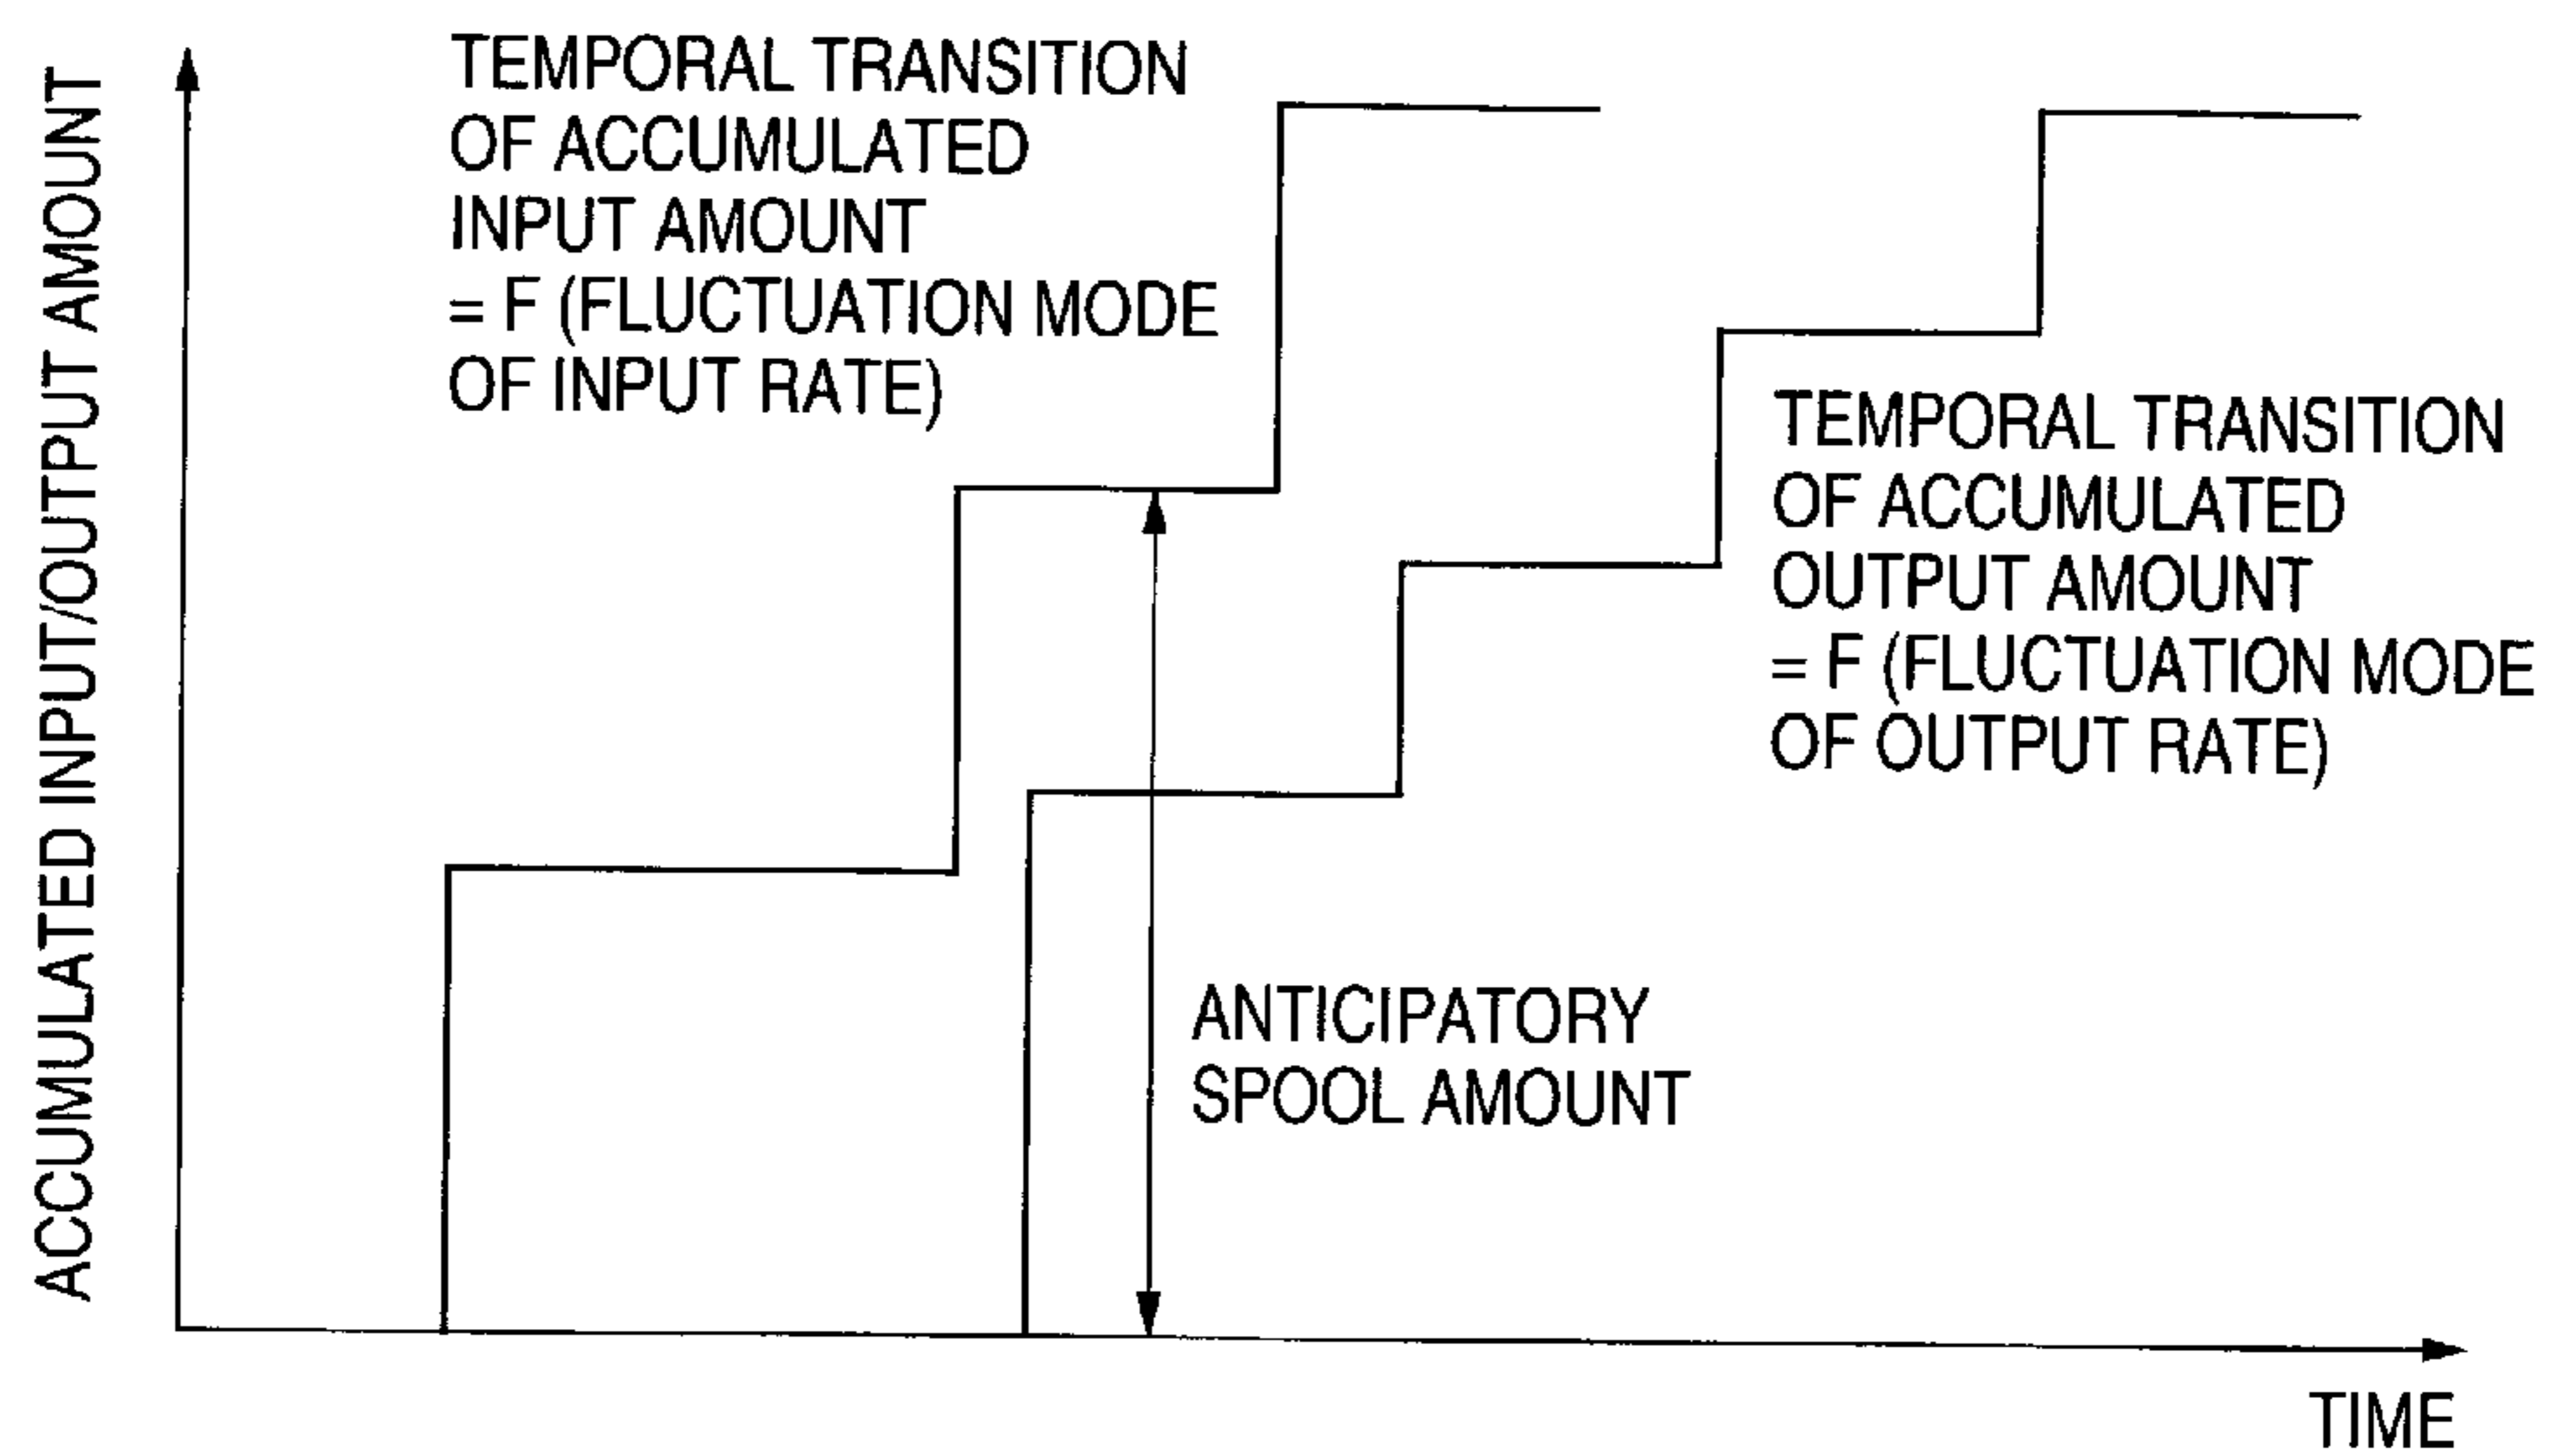 ACCUMULATED INPUT/OUTPUT AMOUNT
TEMPORAL TRANSITION
OF ACCUMULATED
INPUT AMOUNT
= F (FLUCTUATION MODE
OF INPUT RATE)
TEMPORAL TRANSITION
OF ACCUMULATED
OUTPUT AMOUNT
= F (FLUCTUATION MODE
OF OUTPUT RATE)
ANTICIPATORY
SPOOL AMOUNT
TIME